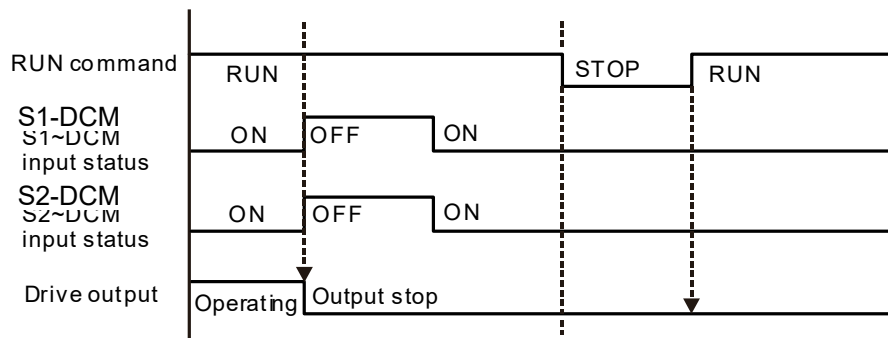 RUN command
RUN
STOP
RUN
S1-DCM
S1~DCM
input status
ON
OFF
ON
S2-DCM
S2~DCM
input status
ON
OFF
ON
Drive output
Operating
Output stop